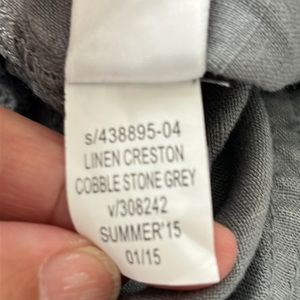 s/438895-04
LINEN CRESTON
COBBLE STONE GREY
v/308242
SUMMER'15
01/15